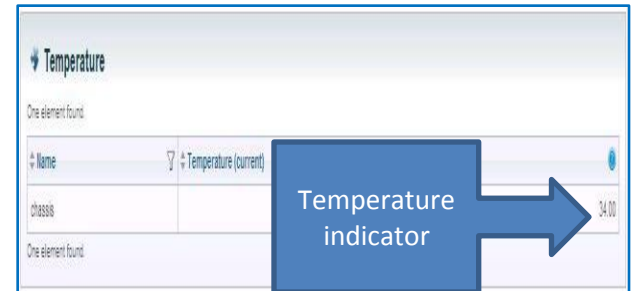 Temperature
One element found.
Name Temperature (current)
chassis 34.00
One element found.
Temperature
indicator